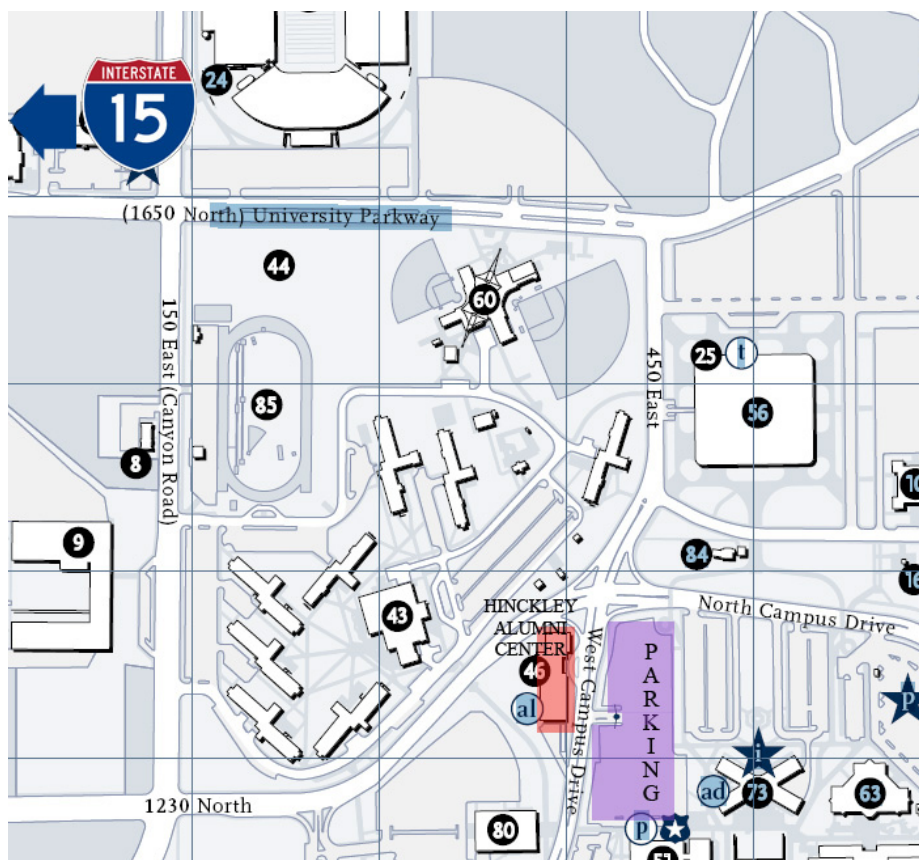 24
INTERSTATE
15
(1650 North) University Parkway
44
60
150 East (Canyon Road)
450 East
25
t
85
56
8
9
84
HINCKLEY
ALUMNI
CENTER
43
46
al
West Campus Drive
PARKING
North Campus Drive
P
i
ad
73
63
1230 North
80
p